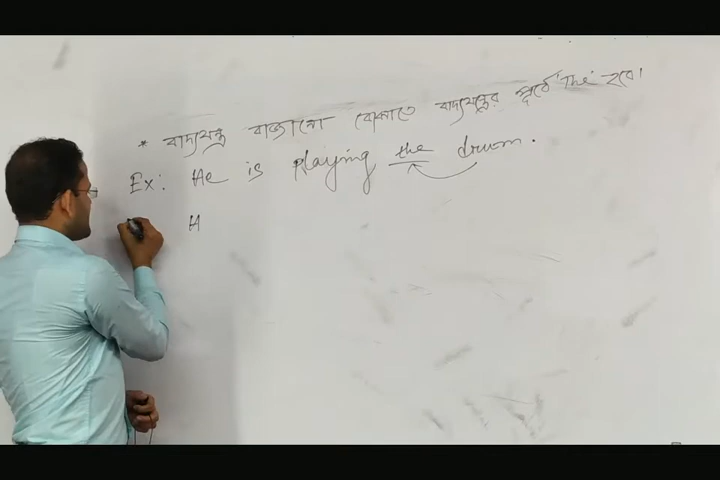 * বাদ্যযন্ত্র বাজানো বোঝাতে বাদ্যযন্ত্রের পূর্বে 'the' হবে।
Ex: He is playing the drum.
H